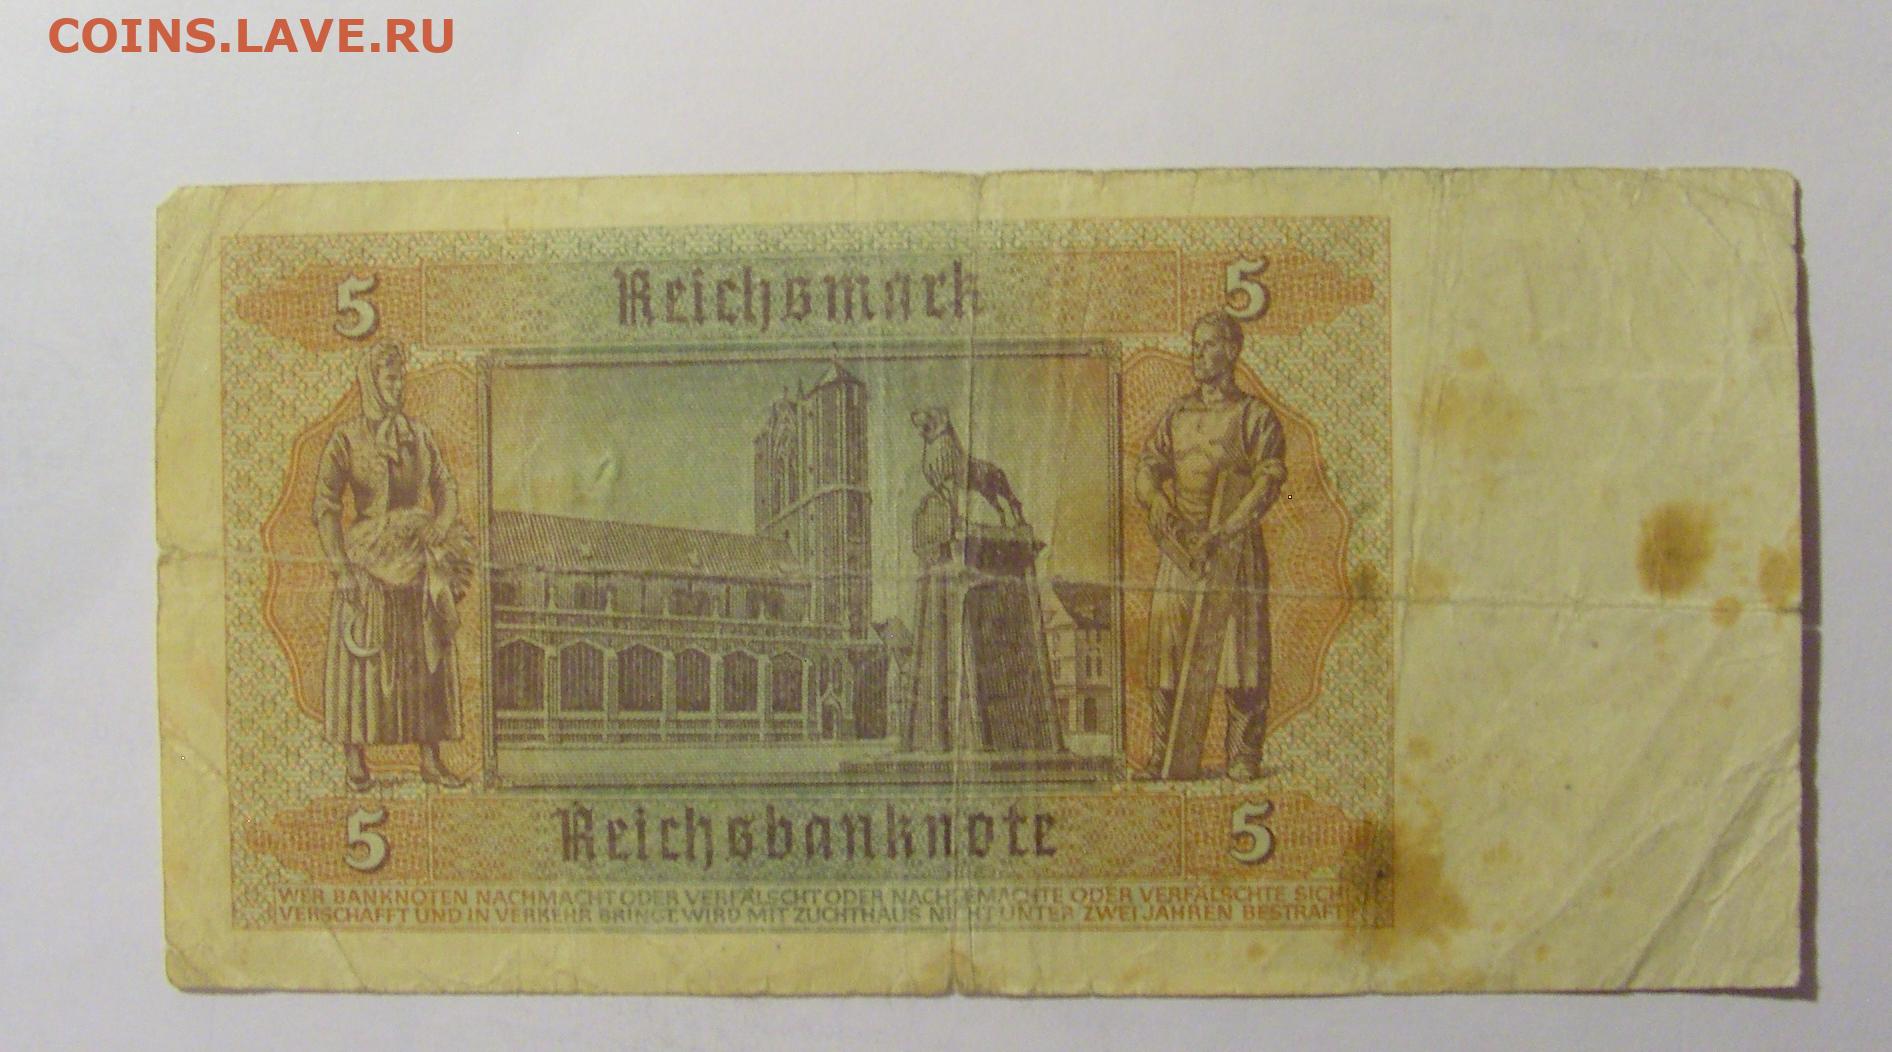 COINS.LAVE.RU
5 Reichsmark 5
5 Reichsbanknote 5
WER BANKNOTEN NACHMACHT ODER VERFÄLSCHT ODER NACHGEMACHTE ODER VERFÄLSCHTE SICH
VERSCHAFFT UND IN VERKEHR BRINGT, WIRD MIT ZUCHTHAUS NICHT UNTER ZWEI JAHREN BESTRAFT